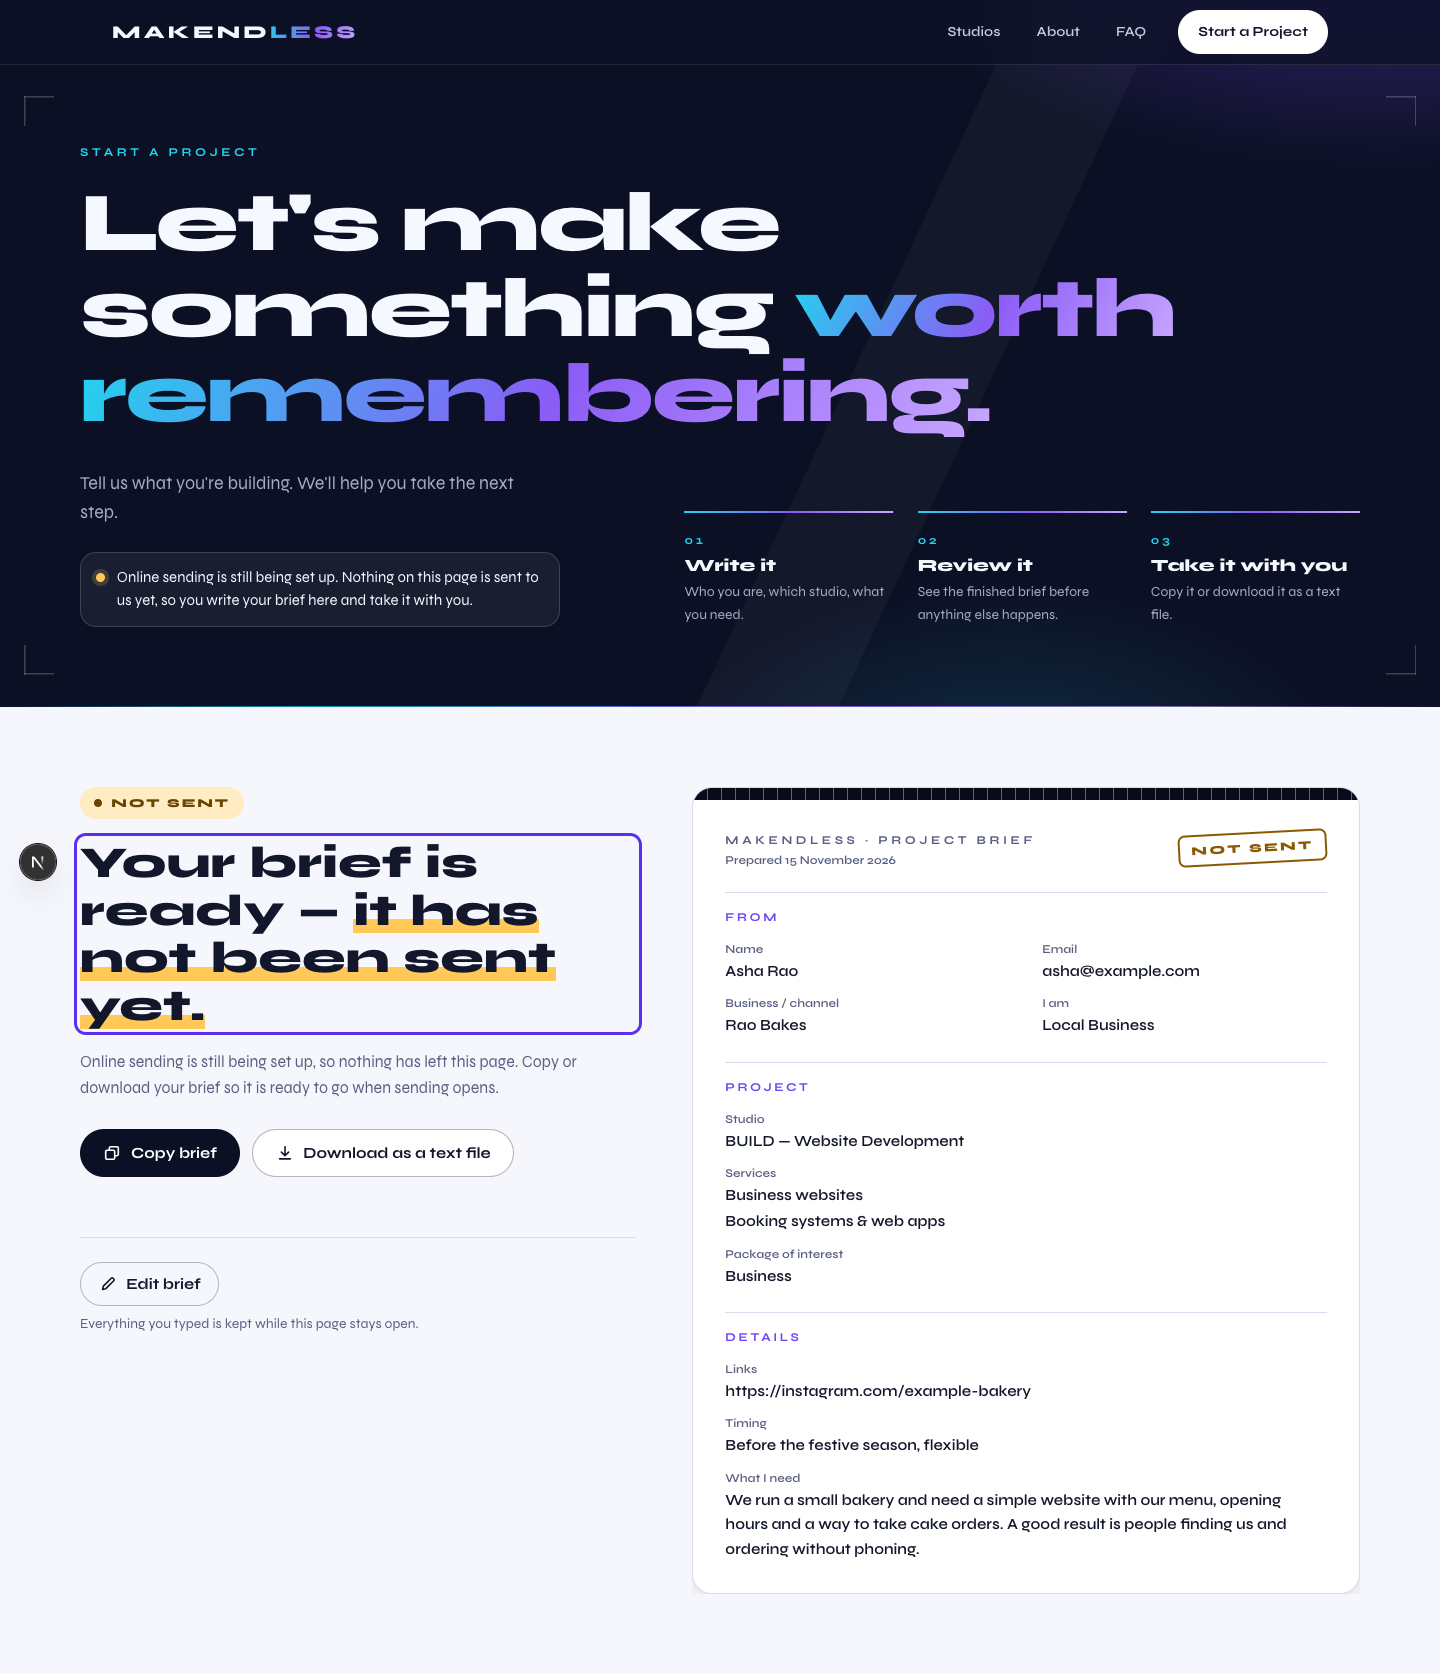 MAKENDLESS
Studios
About
FAQ
Start a Project
START A PROJECT
Let's make
something worth
remembering.
Tell us what you're building. We'll help you take the next
step.
Online sending is still being set up. Nothing on this page is sent to
us yet, so you write your brief here and take it with you.
01
Write it
Who you are, which studio, what
you need.
02
Review it
See the finished brief before
anything else happens.
03
Take it with you
Copy it or download it as a text
file.
NOT SENT
N
Your brief is
ready — it has
not been sent
yet.
Online sending is still being set up, so nothing has left this page. Copy or
download your brief so it is ready to go when sending opens.
Copy brief
Download as a text file
Edit brief
Everything you typed is kept while this page stays open.
MAKENDLESS · PROJECT BRIEF
Prepared 15 November 2026
NOT SENT
FROM
Name
Asha Rao
Email
asha@example.com
Business / channel
Rao Bakes
I am
Local Business
PROJECT
Studio
BUILD — Website Development
Services
Business websites
Booking systems & web apps
Package of interest
Business
DETAILS
Links
https://instagram.com/example-bakery
Timing
Before the festive season, flexible
What I need
We run a small bakery and need a simple website with our menu, opening
hours and a way to take cake orders. A good result is people finding us and
ordering without phoning.